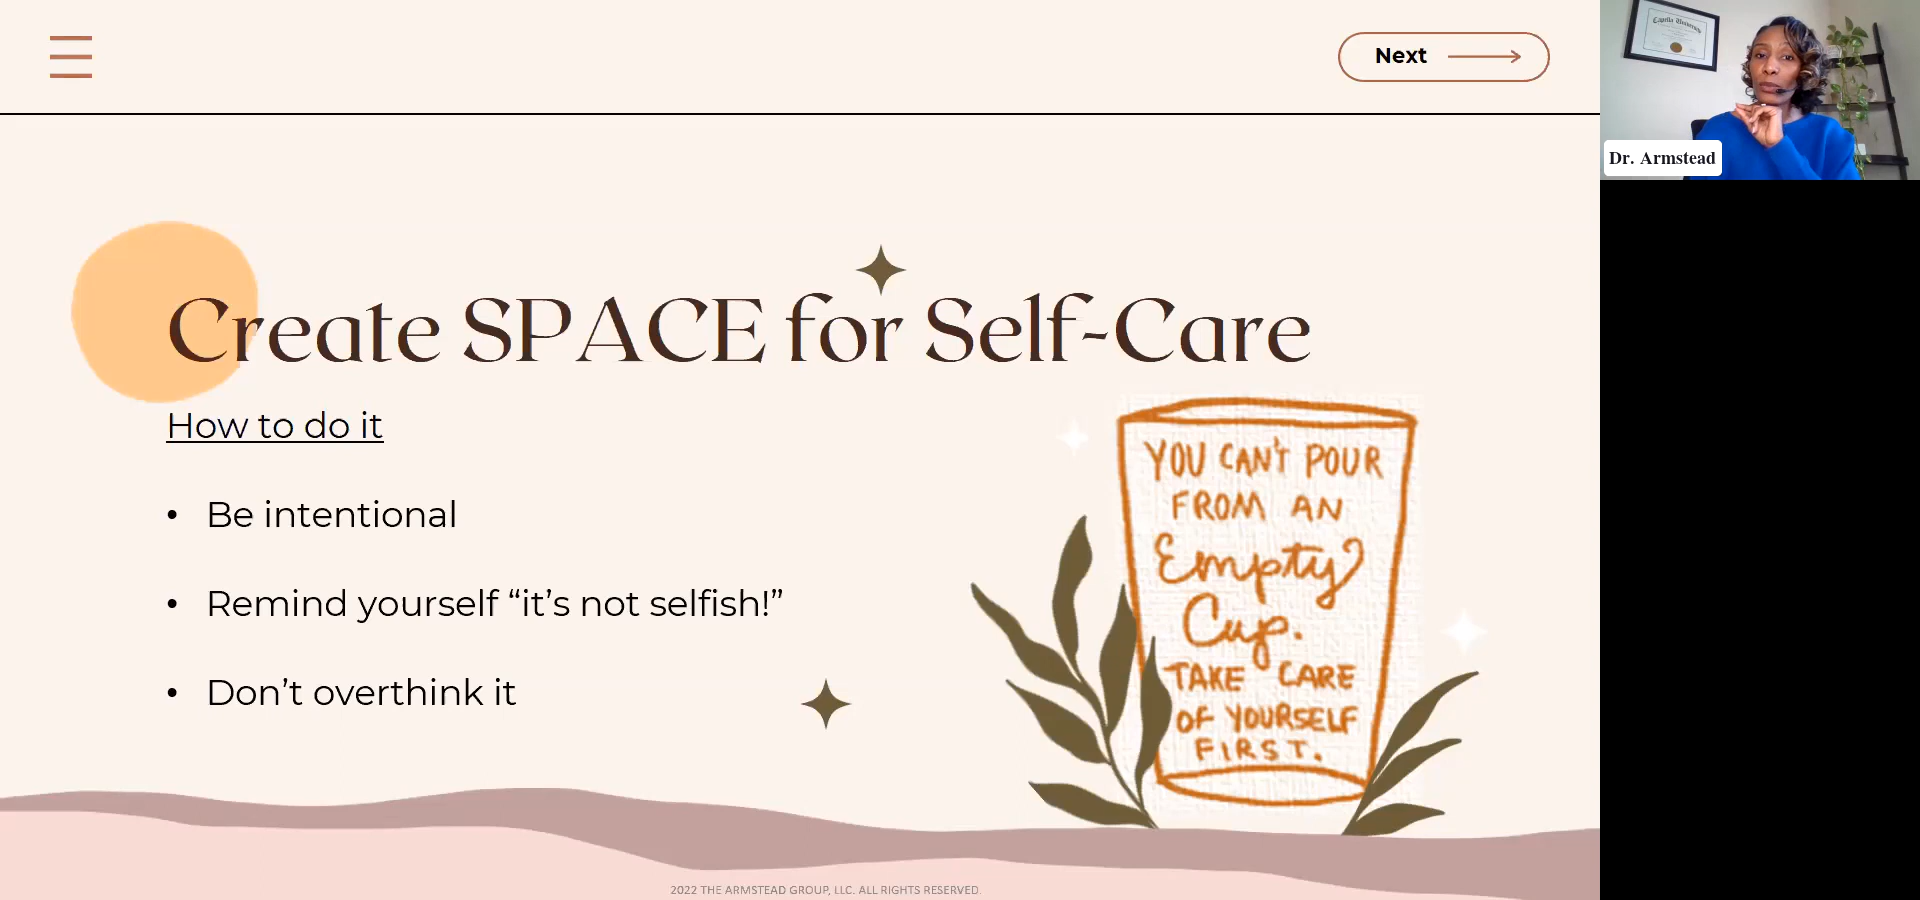 Next
Capella University
Dr. Armstead
Create SPACE for Self-Care
How to do it
• Be intentional
• Remind yourself “it’s not selfish!”
• Don’t overthink it
YOU CAN'T POUR
FROM AN
Empty
Cup.
TAKE CARE
OF YOURSELF
FIRST.
2022 THE ARMSTEAD GROUP, LLC. ALL RIGHTS RESERVED.